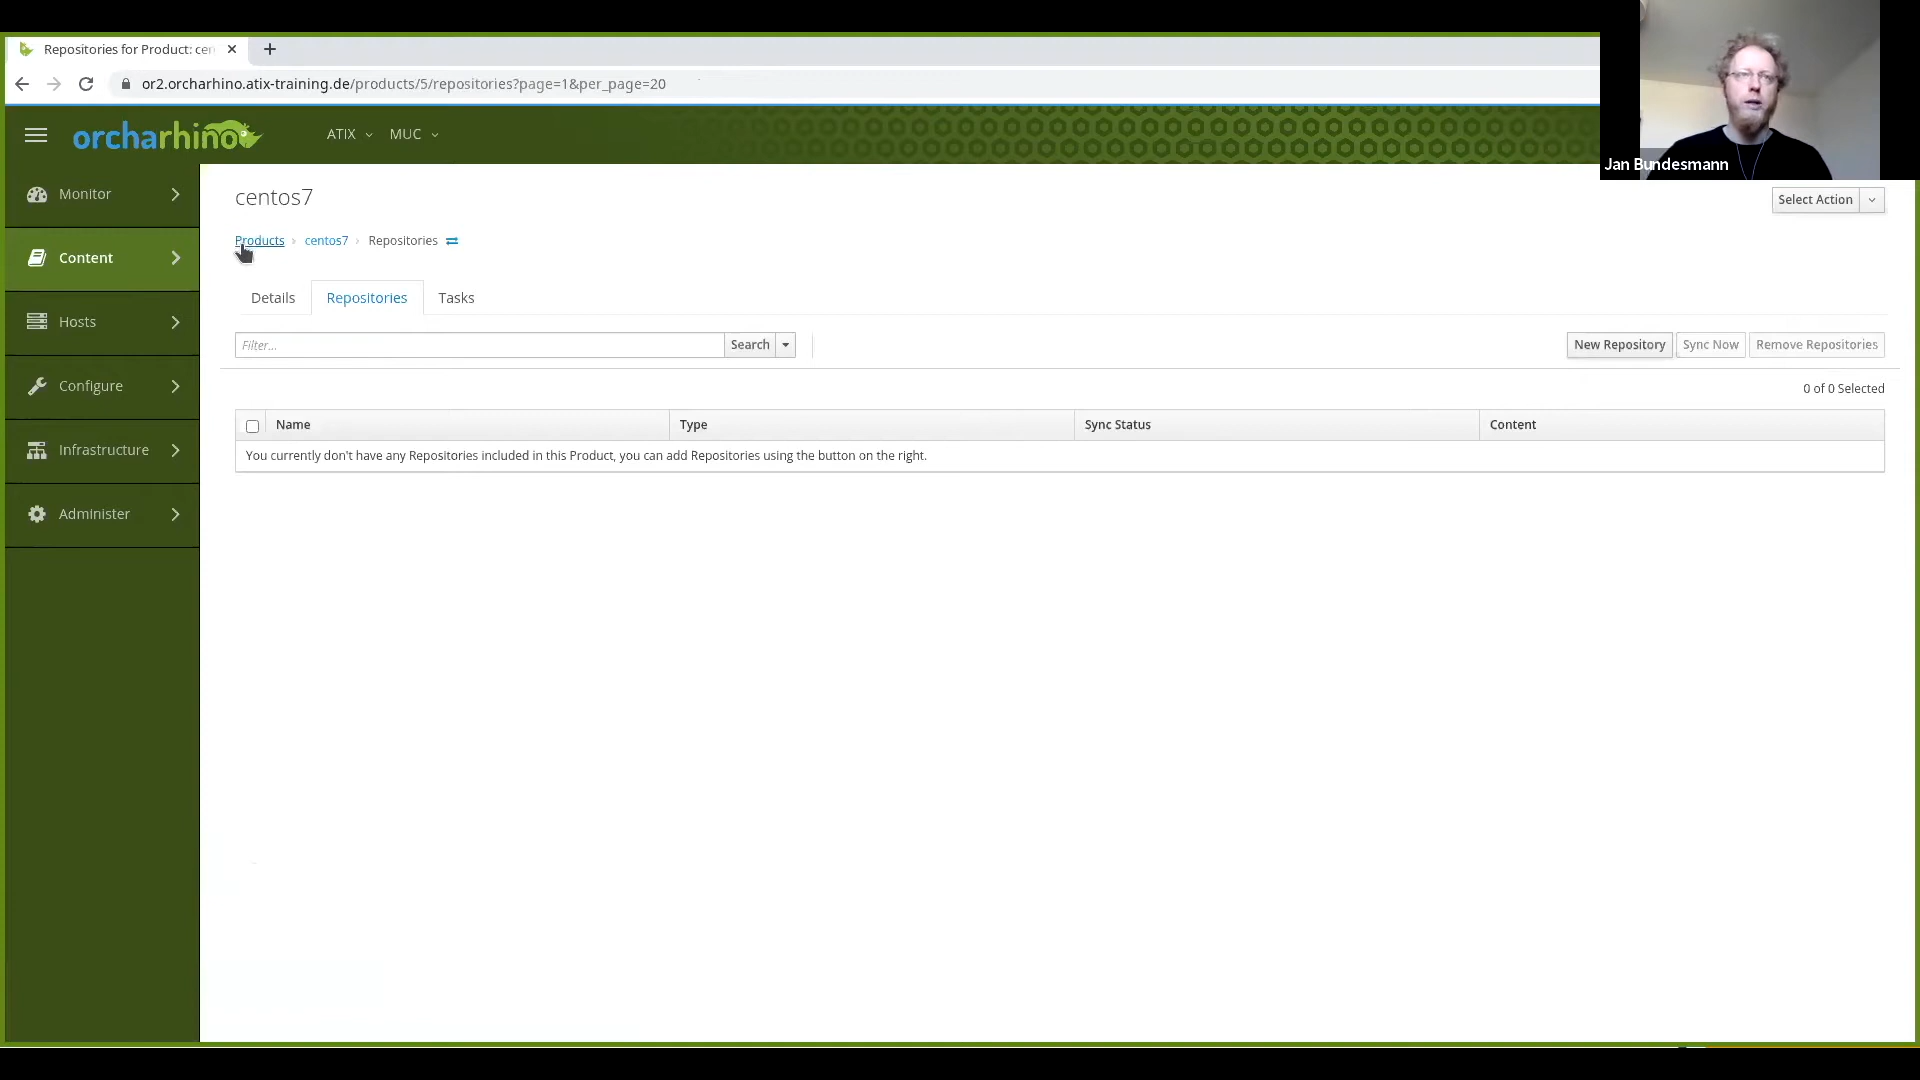 Repositories for Product: cen
or2.orcharhino.atix-training.de/products/5/repositories?page=1&per_page=20
orcharhino
ATIX
MUC
Jan Bundesmann
Monitor
Content
Hosts
Configure
Infrastructure
Administer
centos7
Select Action
Products › centos7 › Repositories
Details
Repositories
Tasks
Filter...
Search
New Repository
Sync Now
Remove Repositories
0 of 0 Selected
Name
Type
Sync Status
Content
You currently don't have any Repositories included in this Product, you can add Repositories using the button on the right.